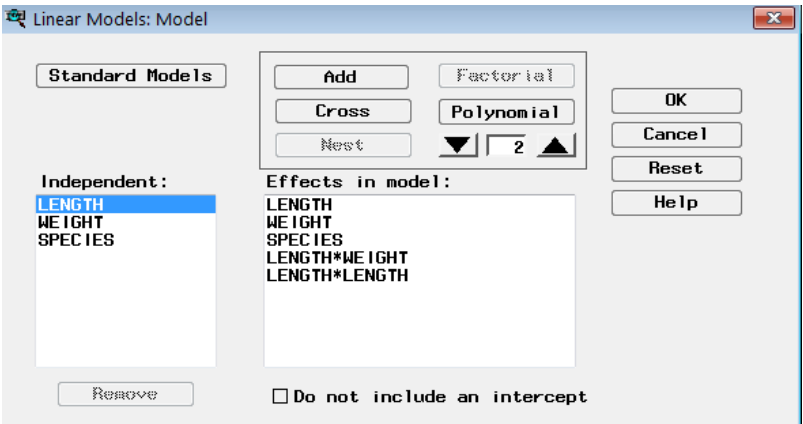 Linear Models: Model
Standard Models
Add
Factorial
Cross
Polynomial
Nest
2
OK
Cancel
Reset
Help
Independent:
LENGTH
WEIGHT
SPECIES
Effects in model:
LENGTH
WEIGHT
SPECIES
LENGTH*WEIGHT
LENGTH*LENGTH
Remove
Do not include an intercept